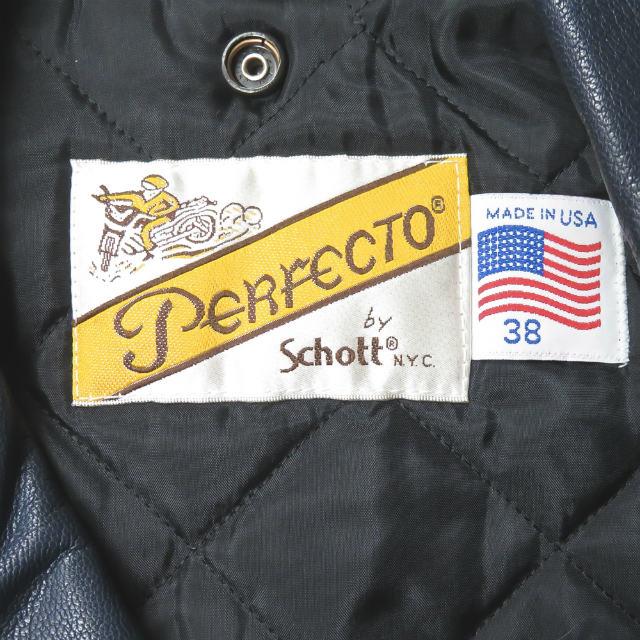 PERFECTO®
by
Schott® N.Y.C.
MADE IN USA
38